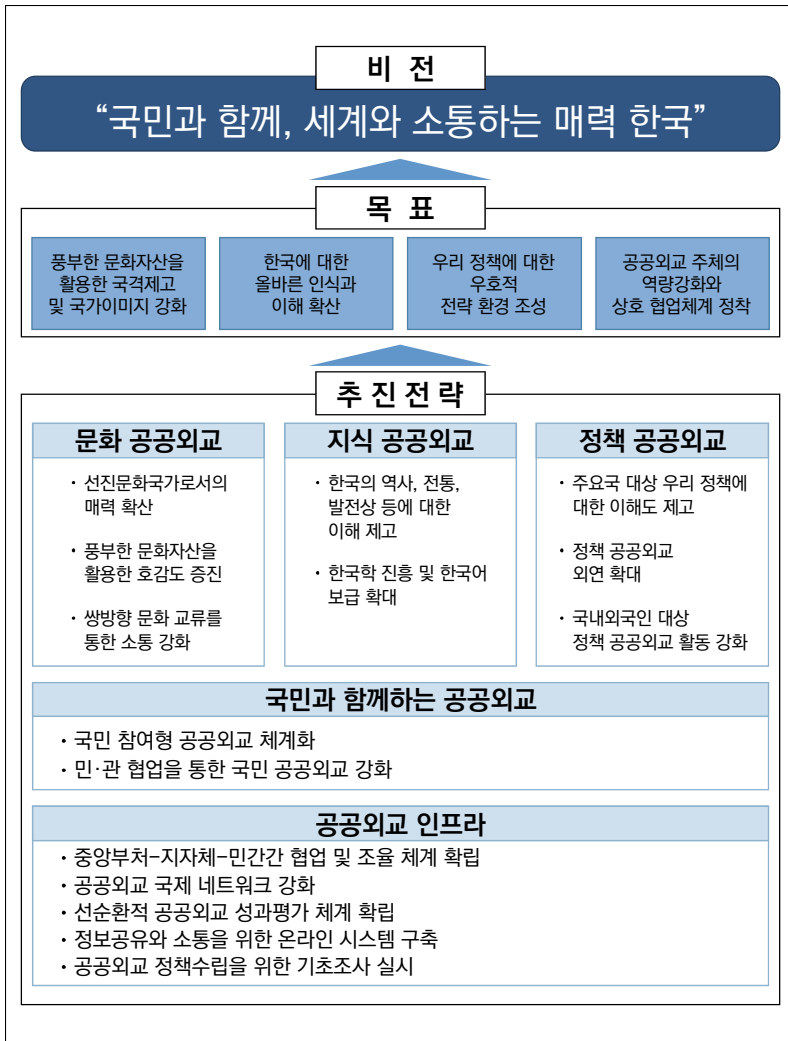 비 전
“국민과 함께, 세계와 소통하는 매력 한국”
목 표
풍부한 문화자산을
활용한 국격제고
및 국가이미지 강화
한국에 대한
올바른 인식과
이해 확산
우리 정책에 대한
우호적
전략 환경 조성
공공외교 주체의
역량강화와
상호 협업체계 정착
추 진 전 략
문화 공공외교
· 선진문화국가로서의
매력 확산
· 풍부한 문화자산을
활용한 호감도 증진
· 쌍방향 문화 교류를
통한 소통 강화
지식 공공외교
· 한국의 역사, 전통,
발전상 등에 대한
이해 제고
· 한국학 진흥 및 한국어
보급 확대
정책 공공외교
· 주요국 대상 우리 정책에
대한 이해도 제고
· 정책 공공외교
외연 확대
· 국내외국인 대상
정책 공공외교 활동 강화
국민과 함께하는 공공외교
· 국민 참여형 공공외교 체계화
· 민·관 협업을 통한 국민 공공외교 강화
공공외교 인프라
· 중앙부처-지자체-민간간 협업 및 조율 체계 확립
· 공공외교 국제 네트워크 강화
· 선순환적 공공외교 성과평가 체계 확립
· 정보공유와 소통을 위한 온라인 시스템 구축
· 공공외교 정책수립을 위한 기초조사 실시